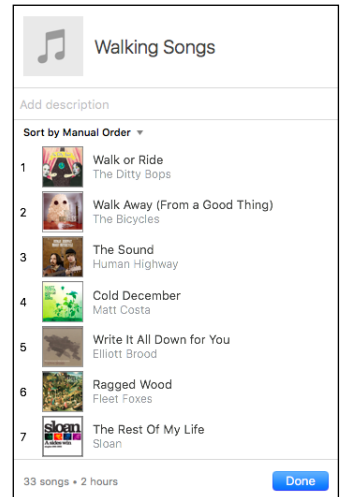 Walking Songs
Add description
Sort by Manual Order
1
Walk or Ride
The Ditty Bops
2
Walk Away (From a Good Thing)
The Bicycles
3
The Sound
Human Highway
4
Cold December
Matt Costa
5
Write It All Down for You
Elliott Brood
6
Ragged Wood
Fleet Foxes
7
sloan
A sides win
The Rest Of My Life
Sloan
33 songs • 2 hours
Done